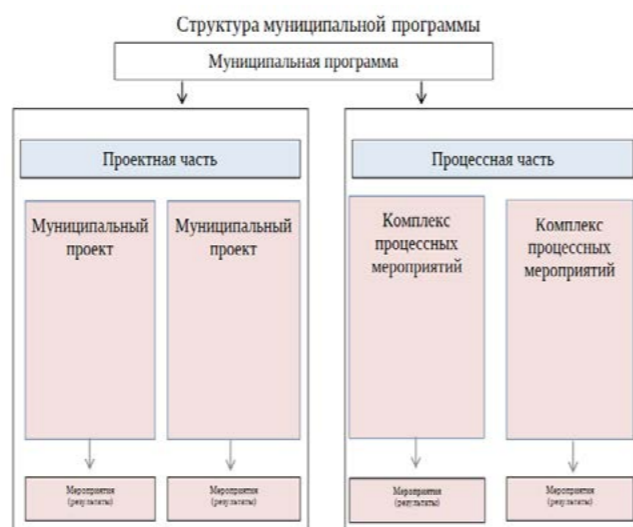 Структура муниципальной программы
Муниципальная программа
Проектная часть
Муниципальный
проект
Муниципальный
проект
Мероприятия
(результаты)
Мероприятия
(результаты)
Процессная часть
Комплекс
процессных
мероприятий
Комплекс
процессных
мероприятий
Мероприятия
(результаты)
Мероприятия
(результаты)